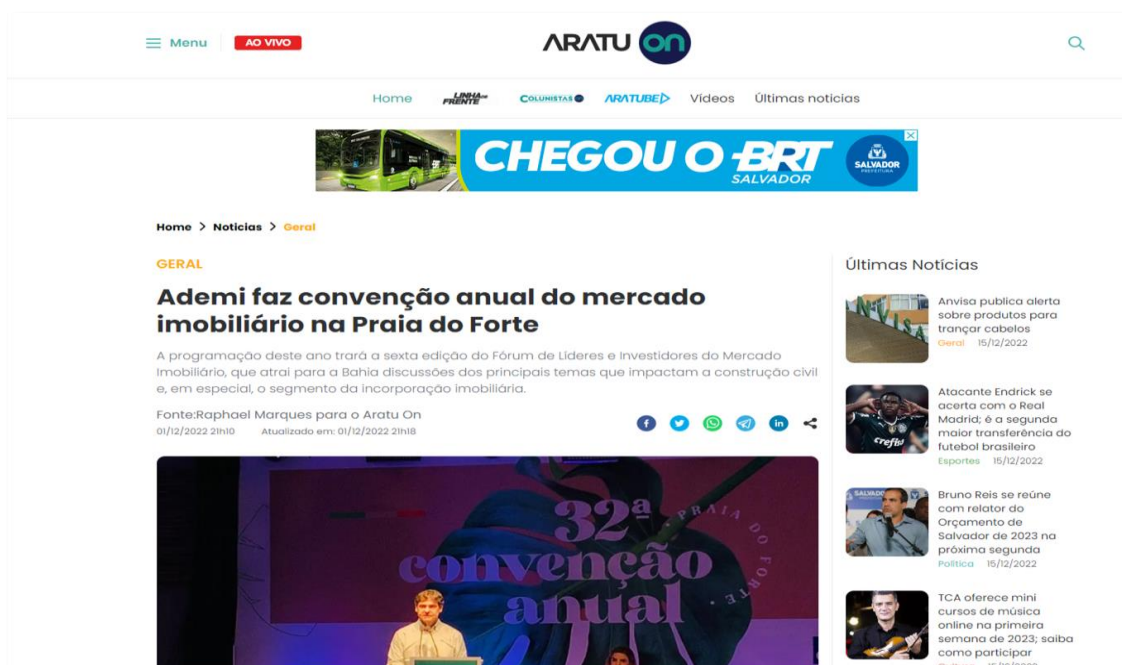 Menu
AO VIVO
ARATU On
Home
LINHA DE FRENTE
COLUNISTAS
ARATUBE
Vídeos
Últimas noticias
CHEGOU O BRT
SALVADOR
SALVADOR
PREFEITURA
Home > Noticias > Geral
GERAL
Ademi faz convenção anual do mercado
imobiliário na Praia do Forte
A programação deste ano trará a sexta edição do Fórum de Líderes e Investidores do Mercado
Imobiliário, que atrai para a Bahia discussões dos principais temas que impactam a construção civil
e, em especial, o segmento da incorporação imobiliária.
Fonte:Raphael Marques para o Aratu On
01/12/2022 21h10 Atualizado em: 01/12/2022 21h18
32ª
convenção
anual
PRAIA DO FORTE
Últimas Notícias
Anvisa publica alerta
sobre produtos para
trançar cabelos
Geral 15/12/2022
Atacante Endrick se
acerta com o Real
Madrid; é a segunda
maior transferência do
futebol brasileiro
Esportes 15/12/2022
crefisa
Bruno Reis se reúne
com relator do
Orçamento de
Salvador de 2023 na
próxima segunda
Política 15/12/2022
TCA oferece mini
cursos de música
online na primeira
semana de 2023; saiba
como participar